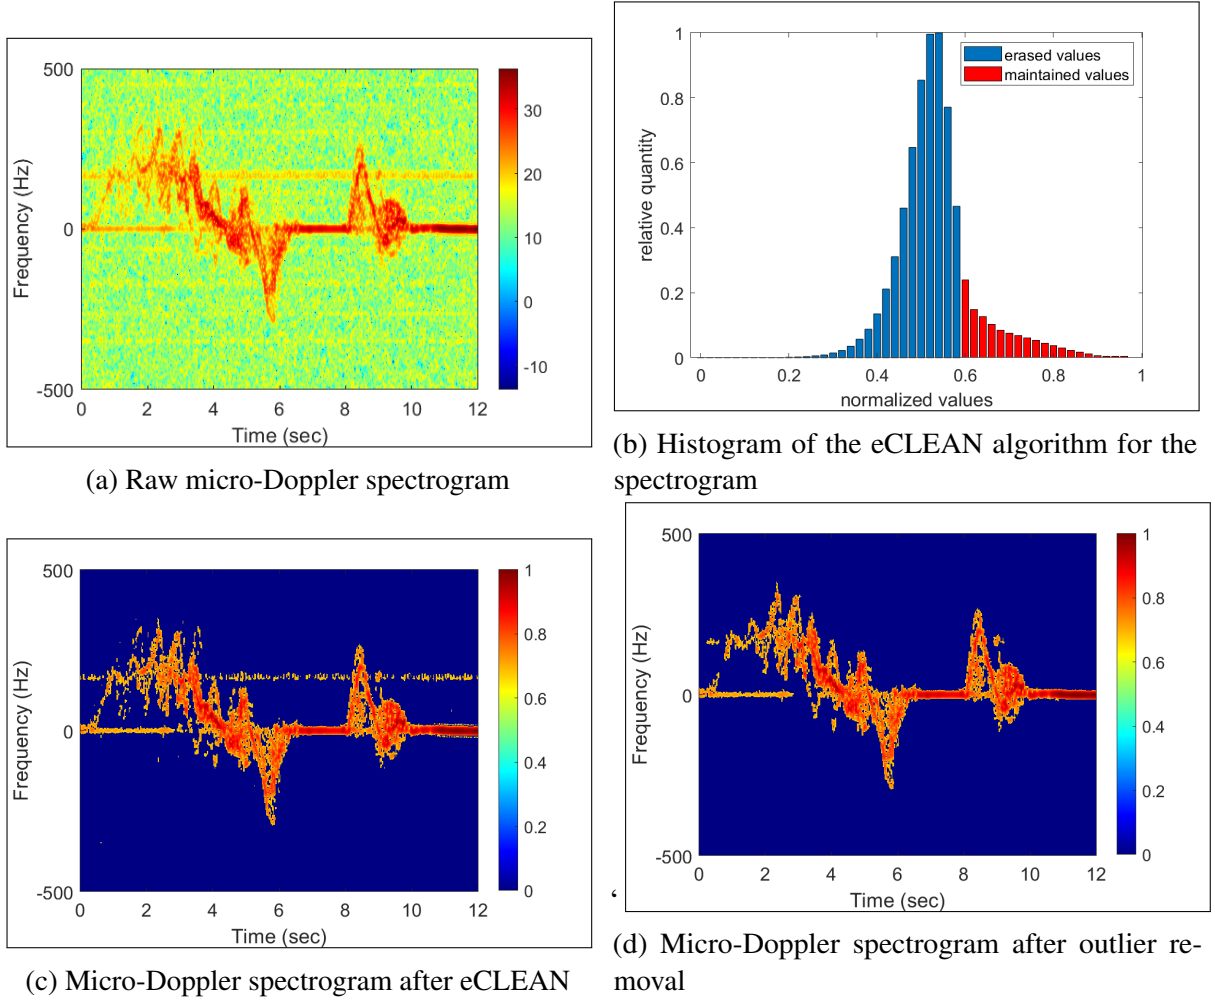 500
0
-500
Frequency (Hz)
0 2 4 6 8 10 12
Time (sec)
30
20
10
0
-10
(a) Raw micro-Doppler spectrogram
1
0.8
0.6
0.4
0.2
0
relative quantity
erased values
maintained values
0 0.2 0.4 0.6 0.8 1
normalized values
(b) Histogram of the eCLEAN algorithm for the
spectrogram
500
0
-500
Frequency (Hz)
0 2 4 6 8 10 12
Time (sec)
1
0.8
0.6
0.4
0.2
0
(c) Micro-Doppler spectrogram after eCLEAN
‘
500
0
-500
Frequency (Hz)
0 2 4 6 8 10 12
Time (sec)
1
0.8
0.6
0.4
0.2
0
(d) Micro-Doppler spectrogram after outlier re-
moval